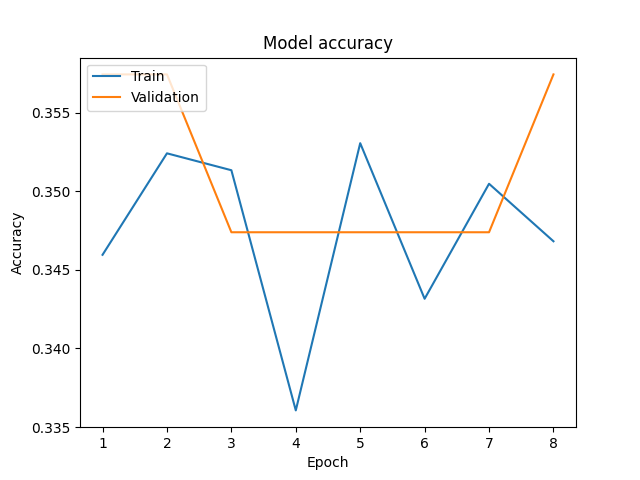 Model accuracy
Train
Validation
Accuracy
0.355
0.350
0.345
0.340
0.335
1 2 3 4 5 6 7 8
Epoch